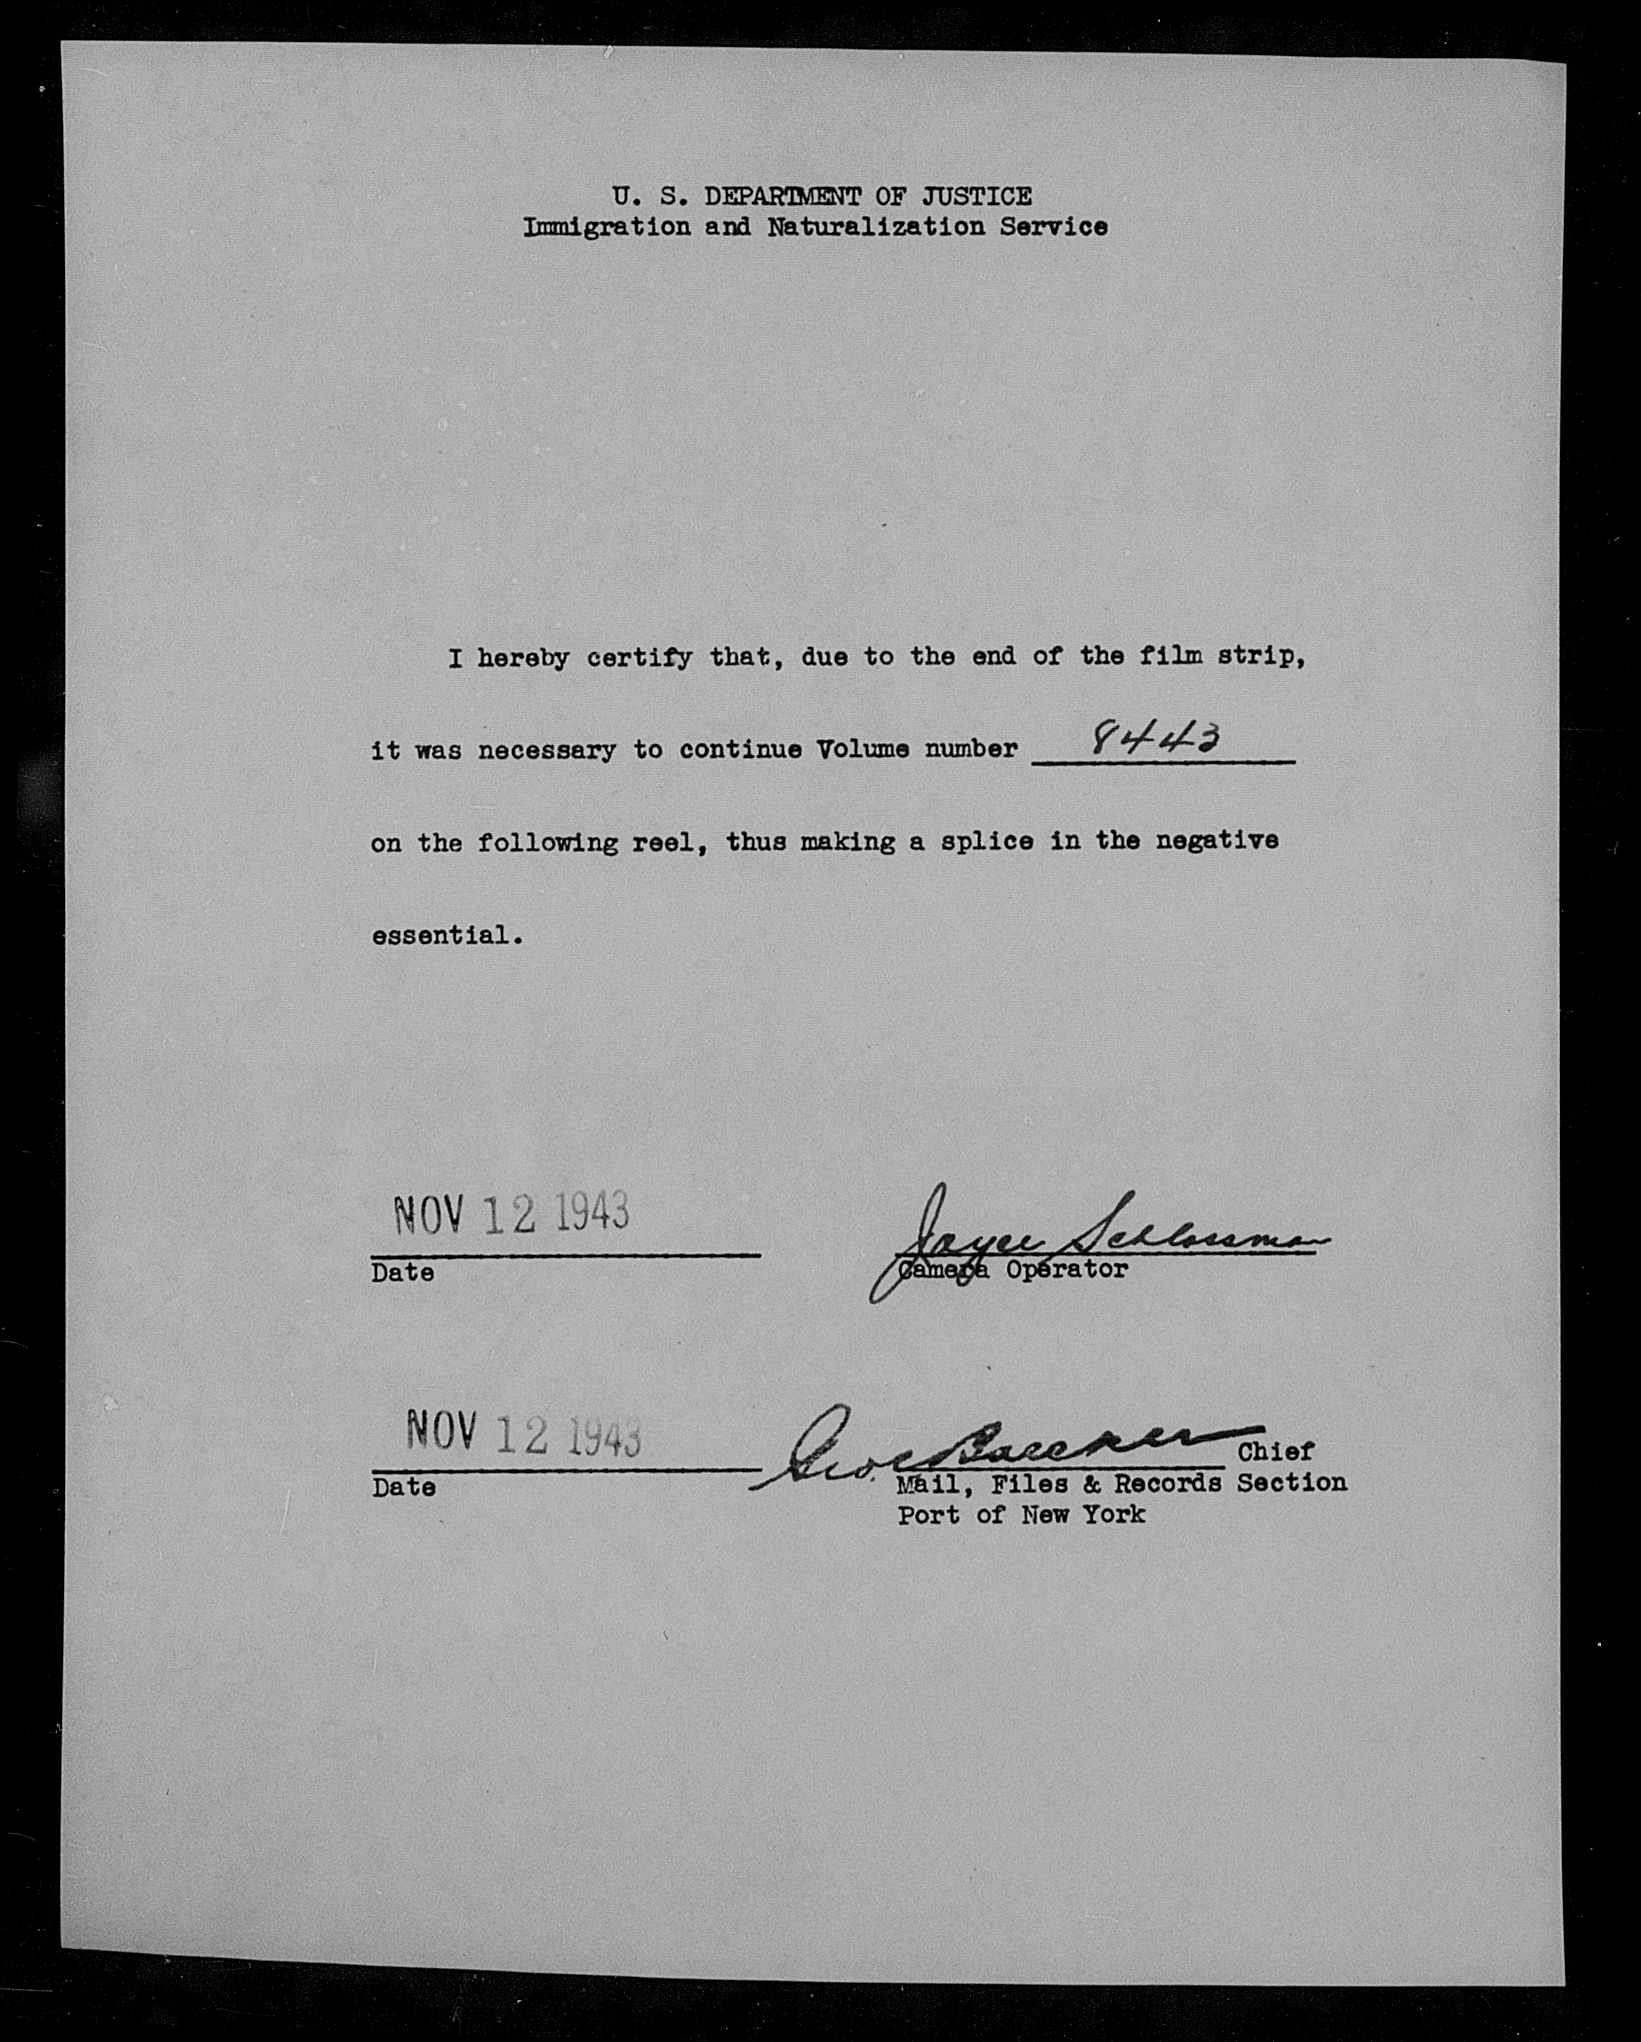 U. S. DEPARTMENT OF JUSTICE
Immigration and Naturalization Service
I hereby certify that, due to the end of the film strip,
it was necessary to continue Volume number 8443
on the following reel, thus making a splice in the negative
essential.
NOV 12 1943
Date
Joyce Schlossman
Camera Operator
NOV 12 1943
Date
Geo. Baecker Chief
Mail, Files & Records Section
Port of New York